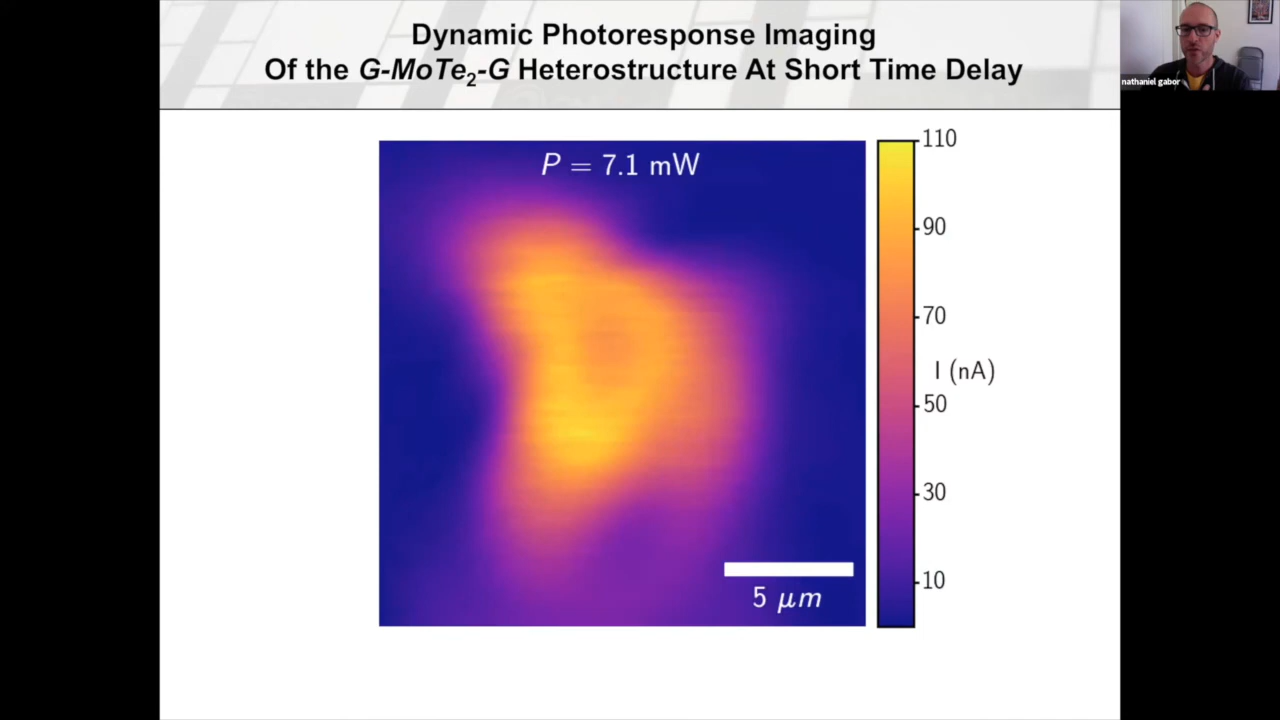 Dynamic Photoresponse Imaging
Of the G-MoTe₂-G Heterostructure At Short Time Delay
nathaniel gabor
P = 7.1 mW
110
90
70
I (nA)
50
30
10
5 μm